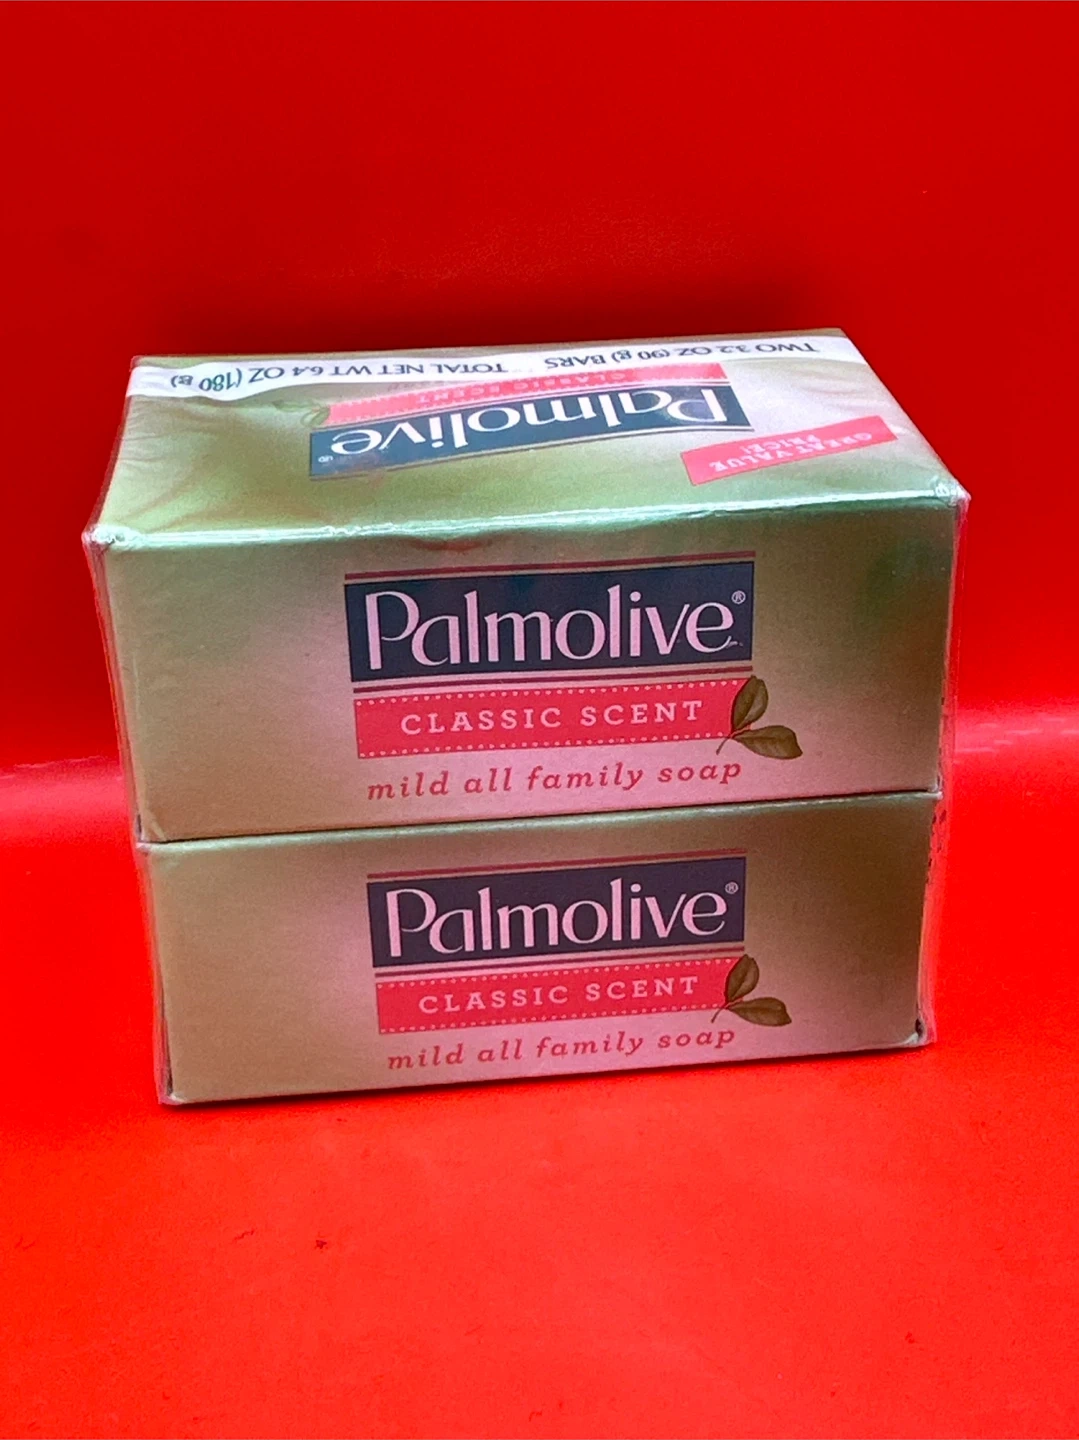 TWO 3.2 OZ (90 g) BARS TOTAL NET WT 6.4 OZ (180 g)
Palmolive
CLASSIC SCENT
GREAT VALUE
PRICE!
Palmolive®
CLASSIC SCENT
mild all family soap
Palmolive®
CLASSIC SCENT
mild all family soap